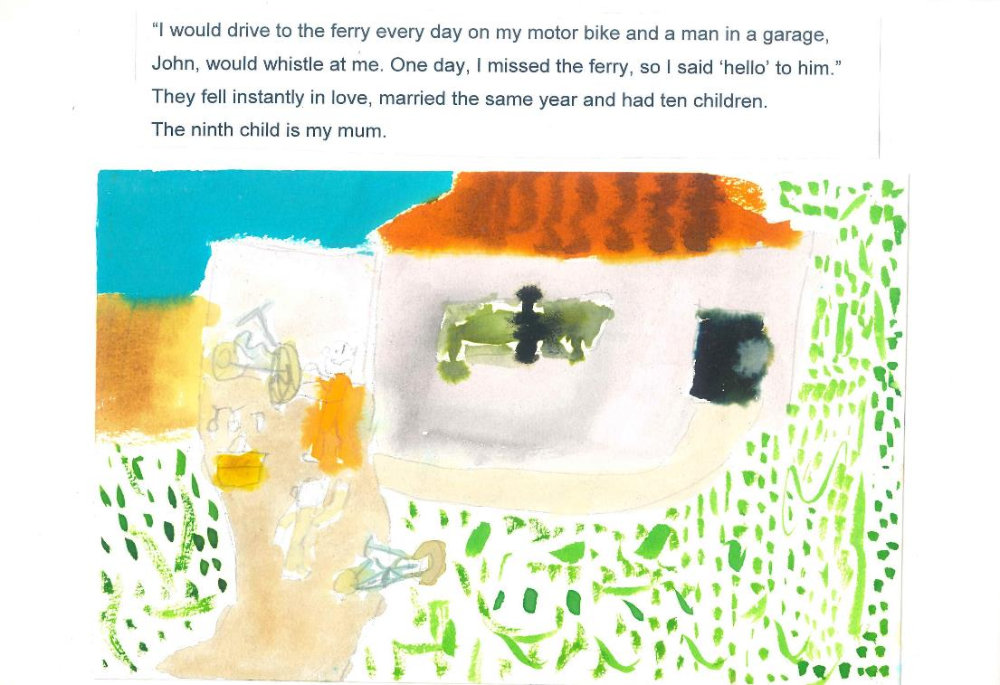 “I would drive to the ferry every day on my motor bike and a man in a garage,
John, would whistle at me. One day, I missed the ferry, so I said ‘hello’ to him.”
They fell instantly in love, married the same year and had ten children.
The ninth child is my mum.